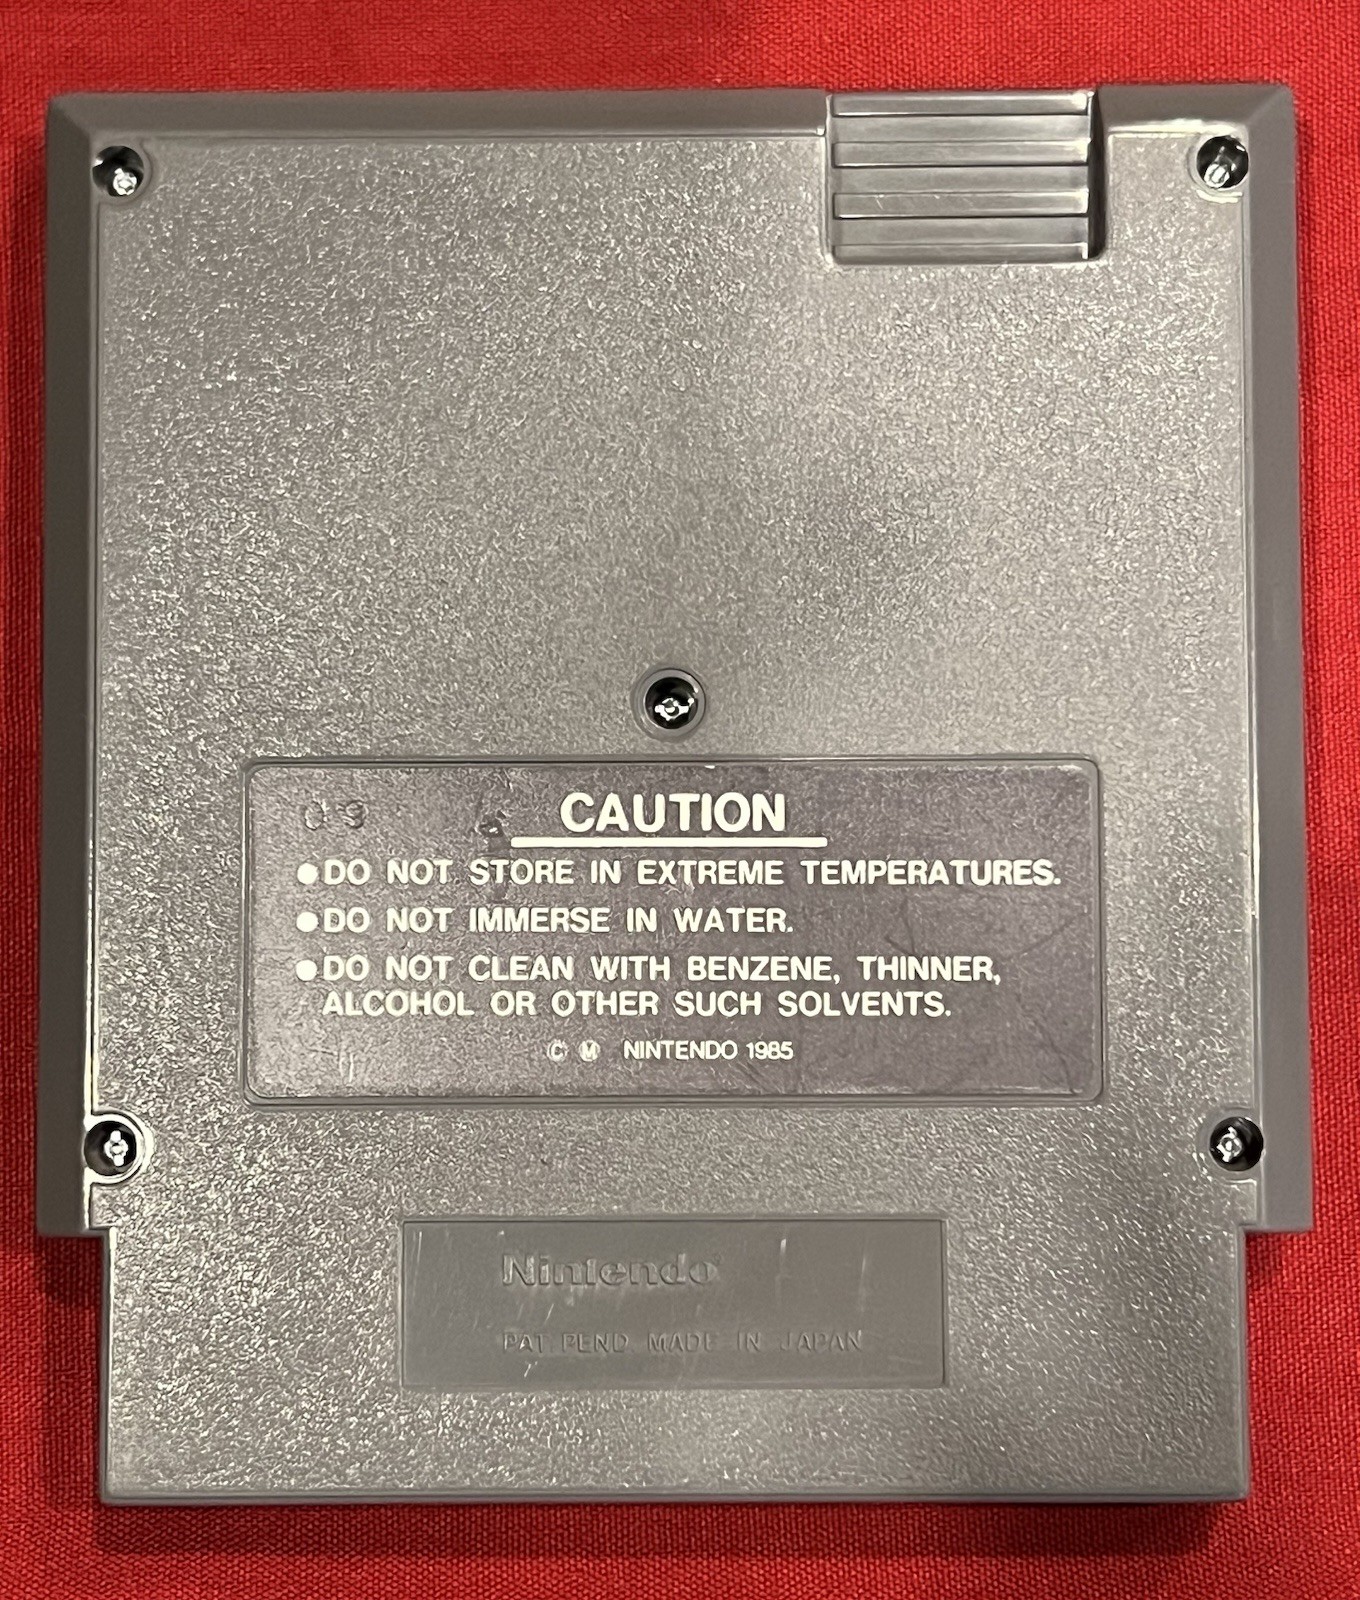 CAUTION
●DO NOT STORE IN EXTREME TEMPERATURES.
●DO NOT IMMERSE IN WATER.
●DO NOT CLEAN WITH BENZENE, THINNER,
ALCOHOL OR OTHER SUCH SOLVENTS.
Ⓒ Ⓜ NINTENDO 1985
Nintendo
PAT. PEND. MADE IN JAPAN